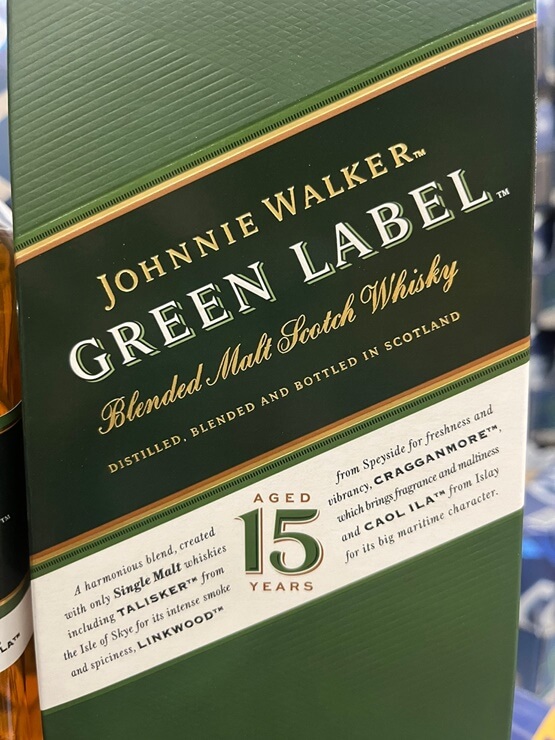 JOHNNIE WALKER™
GREEN LABEL™
Blended Malt Scotch Whisky
DISTILLED, BLENDED AND BOTTLED IN SCOTLAND
A harmonious blend, created
with only Single Malt whiskies
including TALISKER™ from
the Isle of Skye for its intense smoke
and spiciness, LINKWOOD™
AGED
15
YEARS
from Speyside for freshness and
vibrancy, CRAGGANMORE™,
which brings fragrance and maltiness
and CAOL ILA™ from Islay
for its big maritime character.
™
LA™